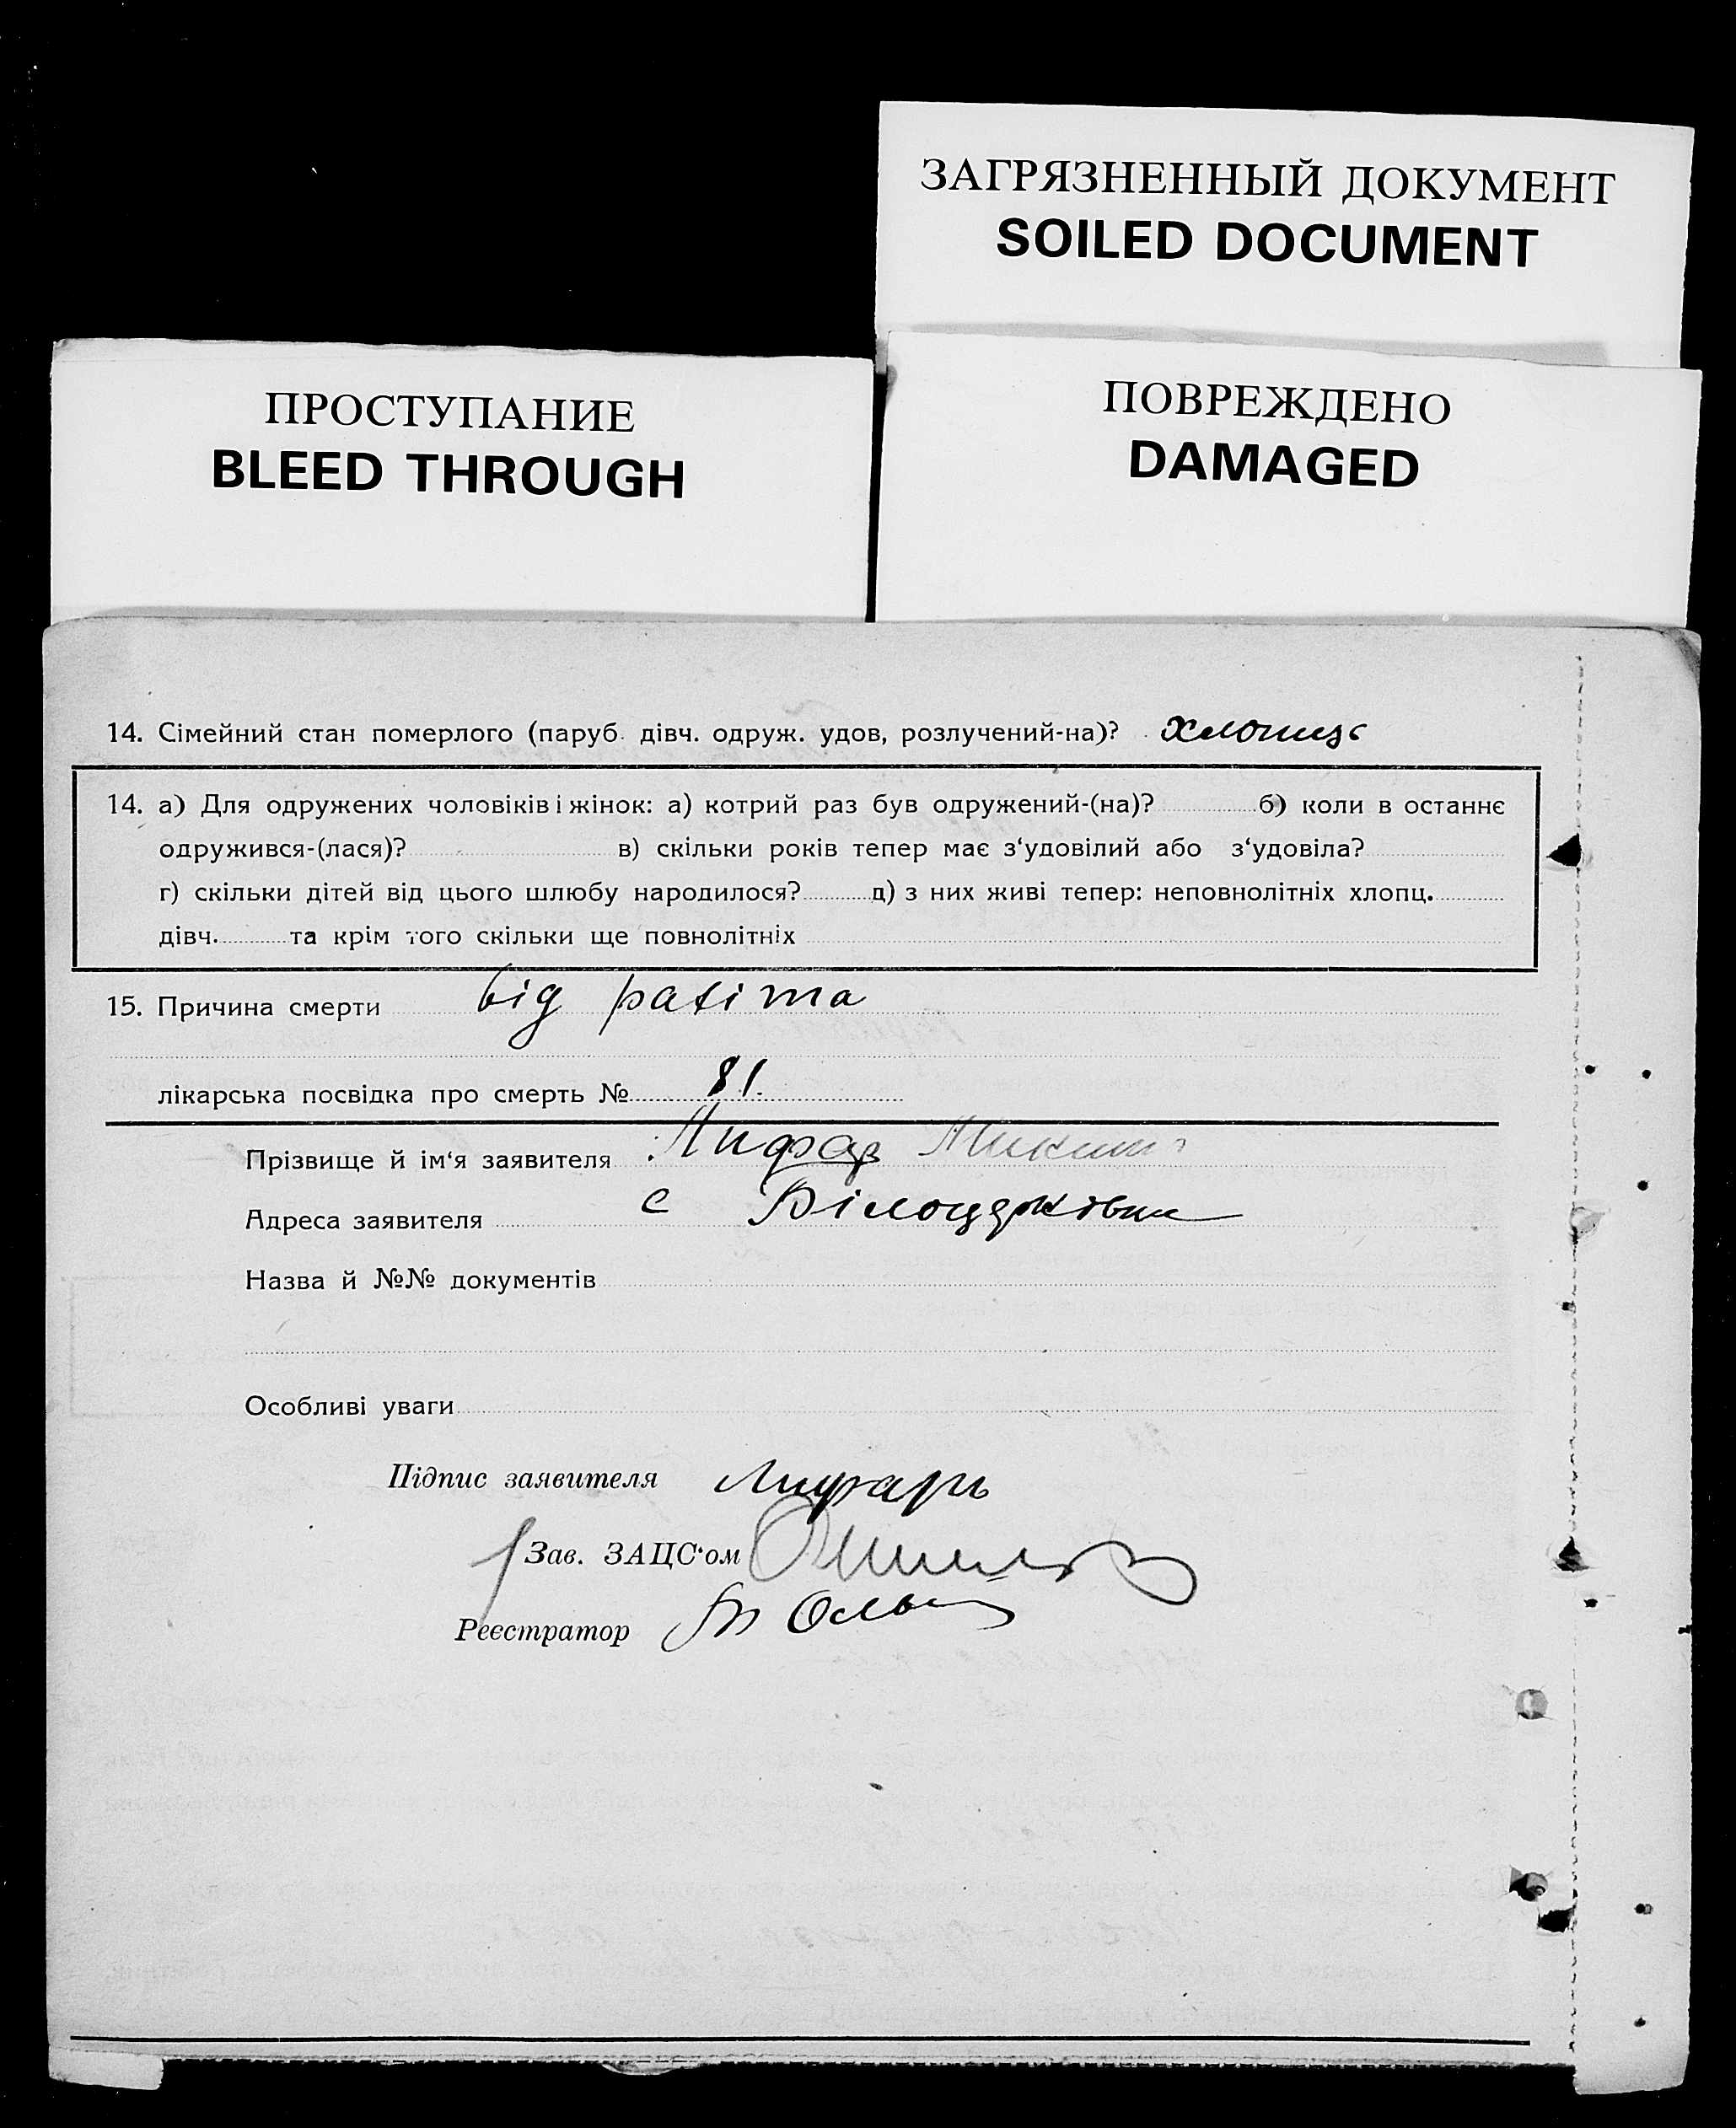 ЗАГРЯЗНЕННЫЙ ДОКУМЕНТ
SOILED DOCUMENT
ПРОСТУПАНИЕ
BLEED THROUGH
ПОВРЕЖДЕНО
DAMAGED
14. Сімейний стан померлого (паруб. дівч. одруж. удов, розлучений-на)? хлопець
14. а) Для одружених чоловіків і жінок: а) котрий раз був одружений-(на)? б) коли в останнє
одружився-(лася)? в) скільки років тепер має з‘удовілий або з‘удовіла?
г) скільки дітей від цього шлюбу народилося? д) з них живі тепер: неповнолітніх хлопц.
дівч. та крім того скільки ще повнолітніх
15. Причина смерти від рахіта
лікарська посвідка про смерть № 81.
Прізвище й ім‘я заявителя Лифар Микита
Адреса заявителя с Білоцерківка
Назва й №№ документів
Особливі уваги
Підпис заявителя Лифарь
Зав. ЗАЦС‘ом
Реєстратор